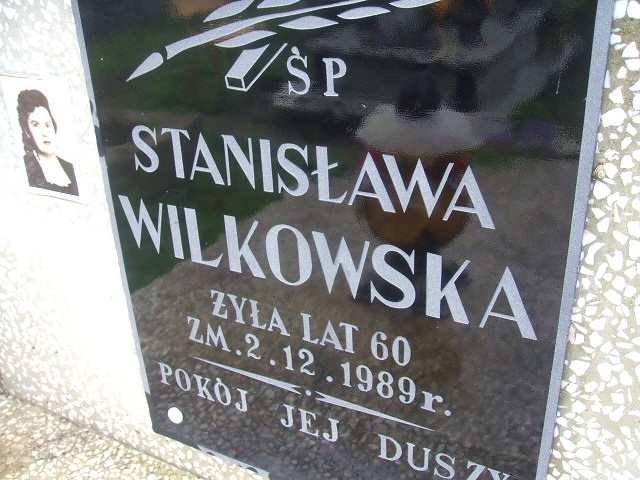 ŚP
STANISŁAWA
WILKOWSKA
ŻYŁA LAT 60
ZM. 2. 12. 1989 r.
POKÓJ JEJ DUSZY